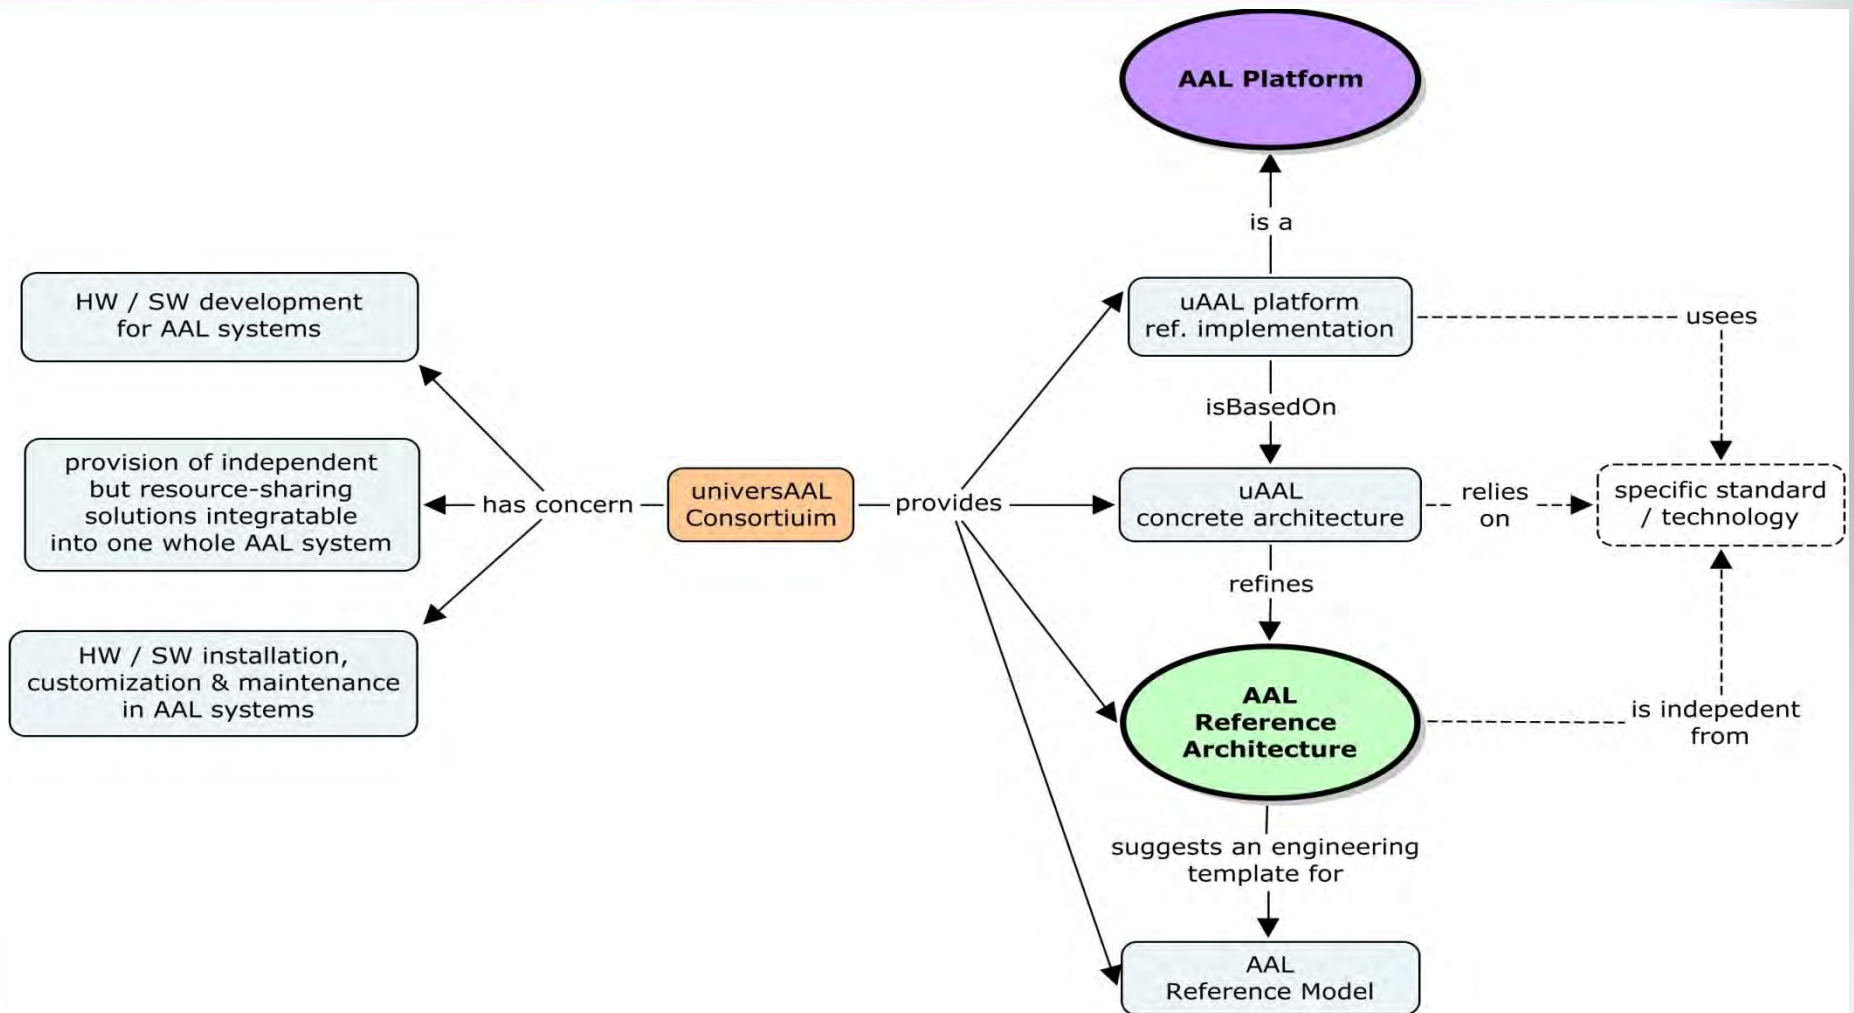 AAL Platform
is a
HW / SW development
for AAL systems
uAAL platform
ref. implementation
usees
isBasedOn
provision of independent
but resource-sharing
solutions integratable
into one whole AAL system
has concern
universAAL
Consortiuim
provides
uAAL
concrete architecture
relies
on
specific standard
/ technology
refines
HW / SW installation,
customization & maintenance
in AAL systems
AAL
Reference
Architecture
is indepedent
from
suggests an engineering
template for
AAL
Reference Model